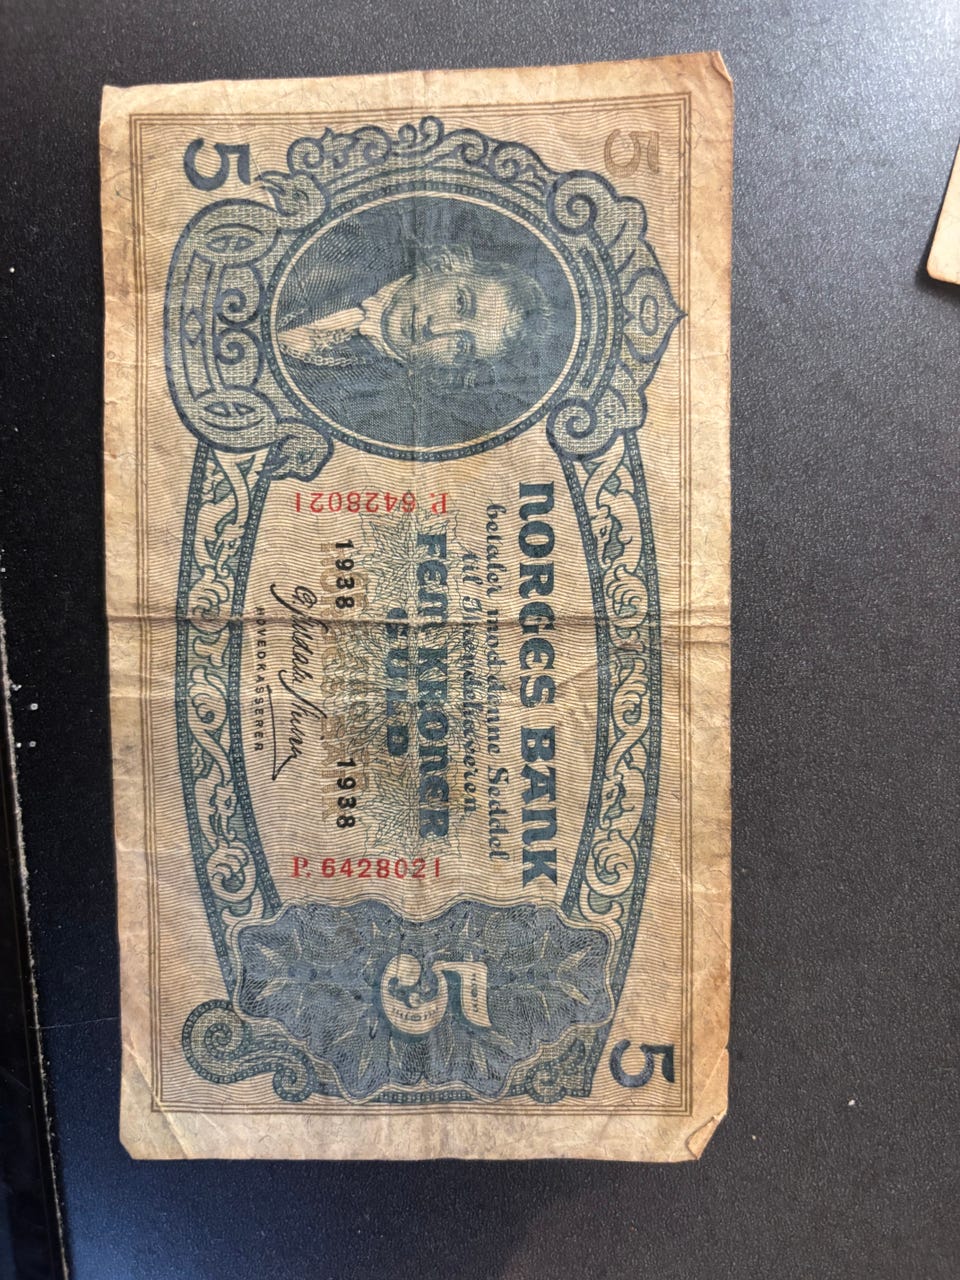 5
5
NORGES BANK
betaler mod denne Seddel
til Ihændehaveren
FEM KRONER
GULD
P. 6428021
P. 6428021
1938
1938
HOVEDKASSERER
5
5